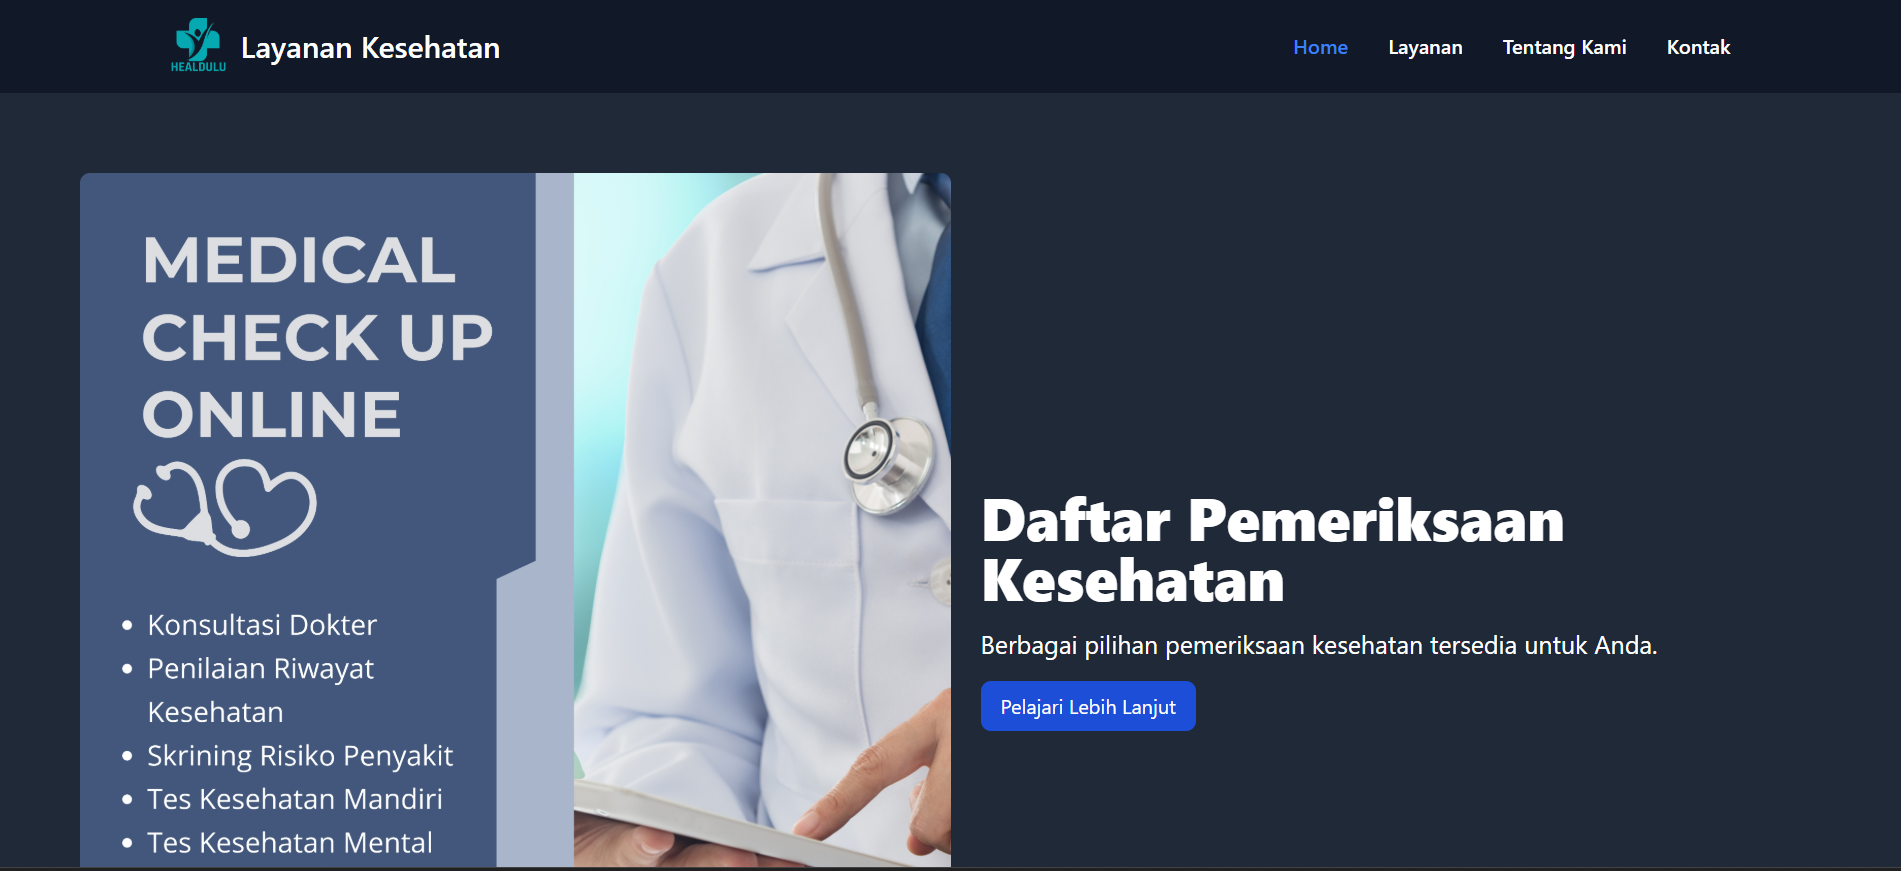 HEALDULU
Layanan Kesehatan
Home
Layanan
Tentang Kami
Kontak
MEDICAL
CHECK UP
ONLINE
• Konsultasi Dokter
• Penilaian Riwayat
Kesehatan
• Skrining Risiko Penyakit
• Tes Kesehatan Mandiri
• Tes Kesehatan Mental
Daftar Pemeriksaan
Kesehatan
Berbagai pilihan pemeriksaan kesehatan tersedia untuk Anda.
Pelajari Lebih Lanjut